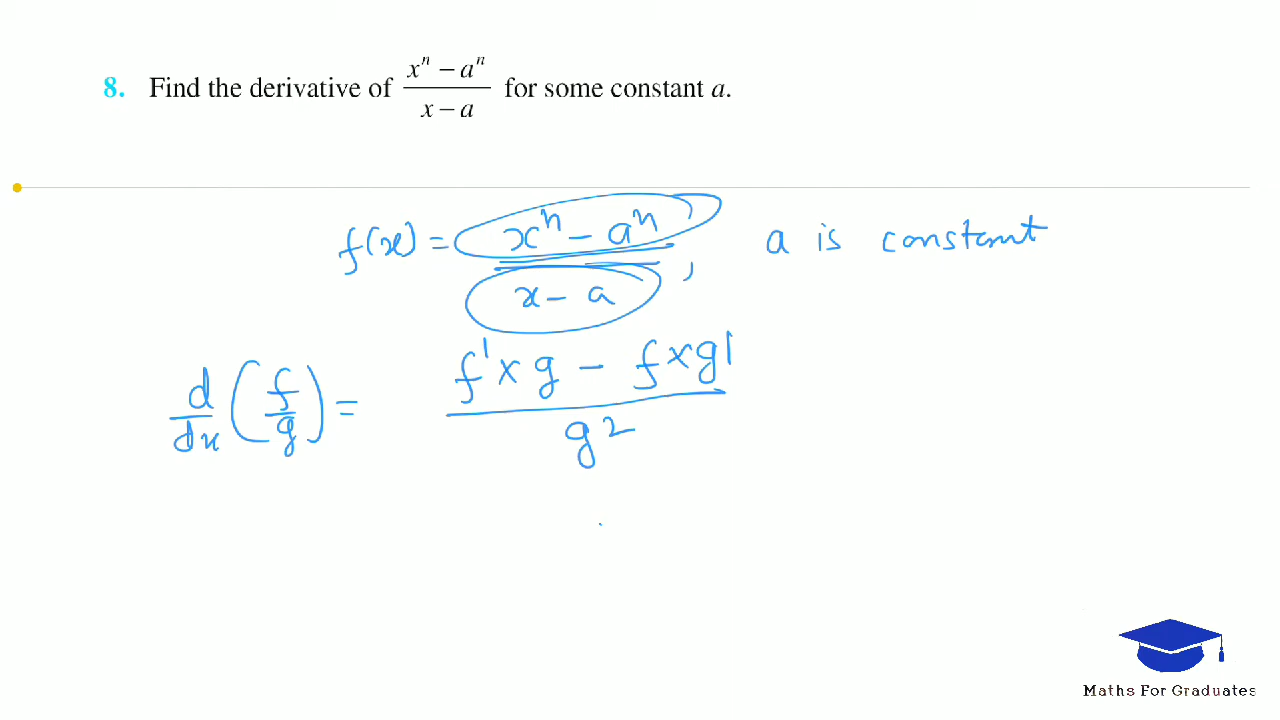 8. Find the derivative of (xⁿ − aⁿ)/(x − a) for some constant a.
f(x) = (xⁿ − aⁿ)/(x − a), a is constant
d/dx (f/g) = (f' × g − f × g')/g²
Maths For Graduates